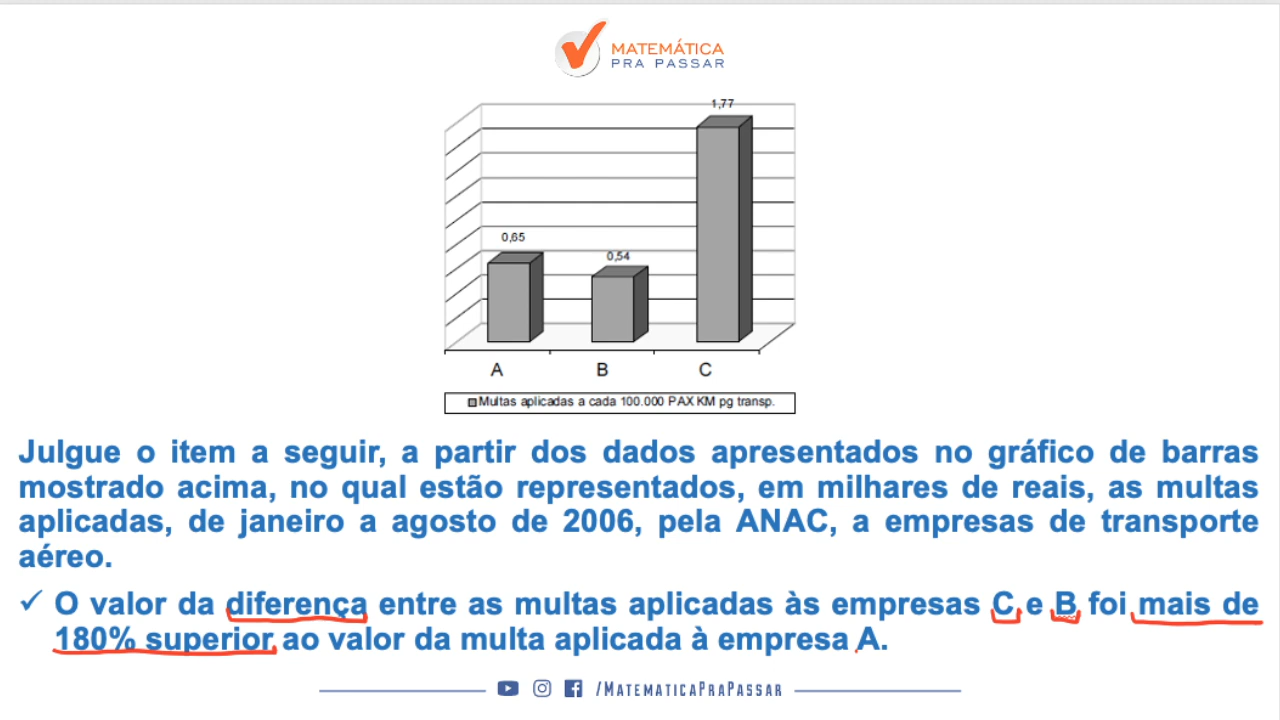 MATEMÁTICA
PRA PASSAR
1,77
0,65
0,54
A B C
Multas aplicadas a cada 100.000 PAX KM pg transp.
Julgue o item a seguir, a partir dos dados apresentados no gráfico de barras
mostrado acima, no qual estão representados, em milhares de reais, as multas
aplicadas, de janeiro a agosto de 2006, pela ANAC, a empresas de transporte
aéreo.
✓ O valor da diferença entre as multas aplicadas às empresas C e B foi mais de
180% superior ao valor da multa aplicada à empresa A.
/MATEMATICAPRAPASSAR